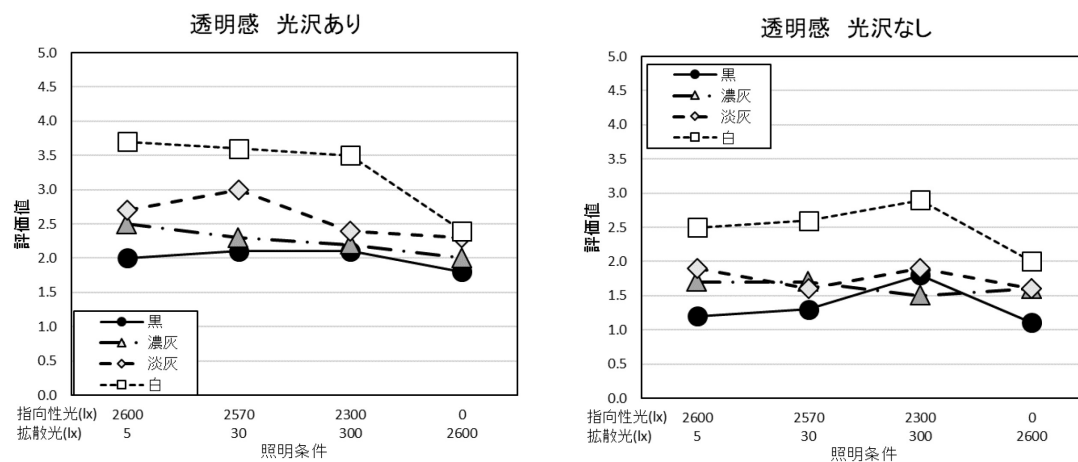 透明感 光沢あり
5.0
4.5
4.0
3.5
3.0
2.5
2.0
1.5
1.0
0.5
0.0
評価値
黒
濃灰
淡灰
白
指向性光(lx) 2600 2570 2300 0
拡散光(lx) 5 30 300 2600
照明条件
透明感 光沢なし
5.0
4.5
4.0
3.5
3.0
2.5
2.0
1.5
1.0
0.5
0.0
評価値
黒
濃灰
淡灰
白
指向性光(lx) 2600 2570 2300 0
拡散光(lx) 5 30 300 2600
照明条件